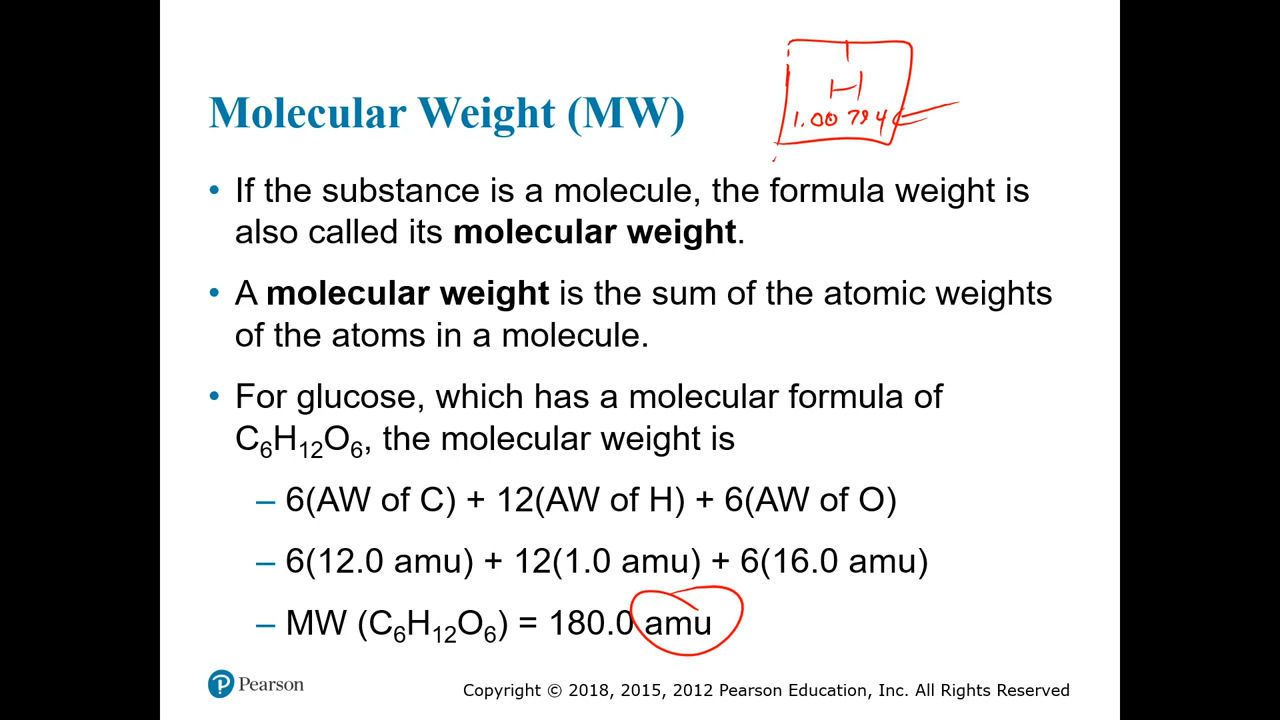 1
H
1.00794
Molecular Weight (MW)
• If the substance is a molecule, the formula weight is
also called its molecular weight.
• A molecular weight is the sum of the atomic weights
of the atoms in a molecule.
• For glucose, which has a molecular formula of
C₆H₁₂O₆, the molecular weight is
– 6(AW of C) + 12(AW of H) + 6(AW of O)
– 6(12.0 amu) + 12(1.0 amu) + 6(16.0 amu)
– MW (C₆H₁₂O₆) = 180.0 amu
Pearson
Copyright © 2018, 2015, 2012 Pearson Education, Inc. All Rights Reserved